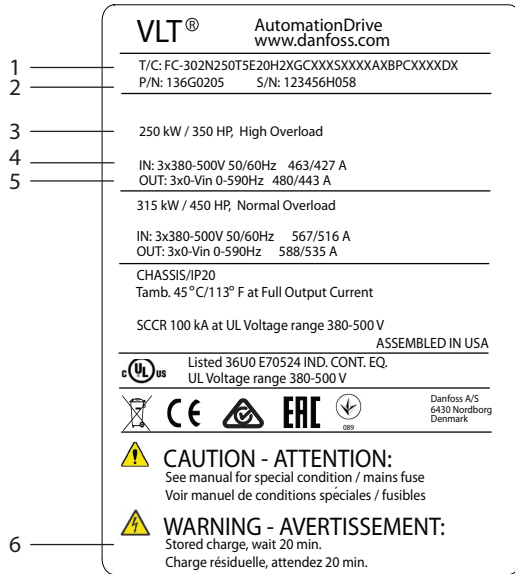 VLT® AutomationDrive
www.danfoss.com
1 T/C: FC-302N250T5E20H2XGCXXXSXXXXAXBPCXXXXDX
2 P/N: 136G0205 S/N: 123456H058
3 250 kW / 350 HP, High Overload
4 IN: 3x380-500V 50/60Hz 463/427 A
5 OUT: 3x0-Vin 0-590Hz 480/443 A
315 kW / 450 HP, Normal Overload
IN: 3x380-500V 50/60Hz 567/516 A
OUT: 3x0-Vin 0-590Hz 588/535 A
CHASSIS/IP20
Tamb. 45°C/113° F at Full Output Current
SCCR 100 kA at UL Voltage range 380-500 V
ASSEMBLED IN USA
c UL us Listed 36U0 E70524 IND. CONT. EQ.
UL Voltage range 380-500 V
CE EAC 089
Danfoss A/S
6430 Nordborg
Denmark
CAUTION - ATTENTION:
See manual for special condition / mains fuse
Voir manuel de conditions spéciales / fusibles
WARNING - AVERTISSEMENT:
6 Stored charge, wait 20 min.
Charge résiduelle, attendez 20 min.